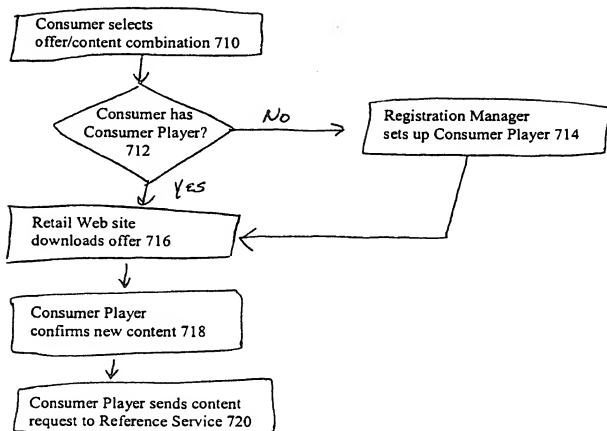 Consumer selects
offer/content combination 710
Consumer has
Consumer Player?
712
No
Registration Manager
sets up Consumer Player 714
Yes
Retail Web site
downloads offer 716
Consumer Player
confirms new content 718
Consumer Player sends content
request to Reference Service 720